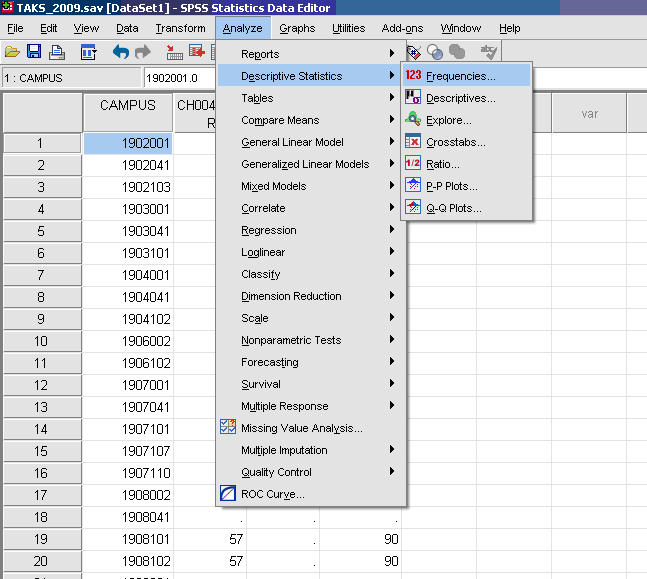 TAKS_2009.sav [DataSet1] - SPSS Statistics Data Editor
File Edit View Data Transform Analyze Graphs Utilities Add-ons Window Help
1 : CAMPUS 1902001.0
CAMPUS CH004 var
R
Reports
Descriptive Statistics
Tables
Compare Means
General Linear Model
Generalized Linear Models
Mixed Models
Correlate
Regression
Loglinear
Classify
Dimension Reduction
Scale
Nonparametric Tests
Forecasting
Survival
Multiple Response
Missing Value Analysis...
Multiple Imputation
Quality Control
ROC Curve...
123 Frequencies...
Descriptives...
Explore...
Crosstabs...
1/2 Ratio...
P-P Plots...
Q-Q Plots...
1 1902001
2 1902041
3 1902103
4 1903001
5 1903041
6 1903101
7 1904001
8 1904041
9 1904102
10 1906002
11 1906102
12 1907001
13 1907041
14 1907101
15 1907107
16 1907110
17 1908002
18 1908041 . . .
19 1908101 57 . 90
20 1908102 57 . 90